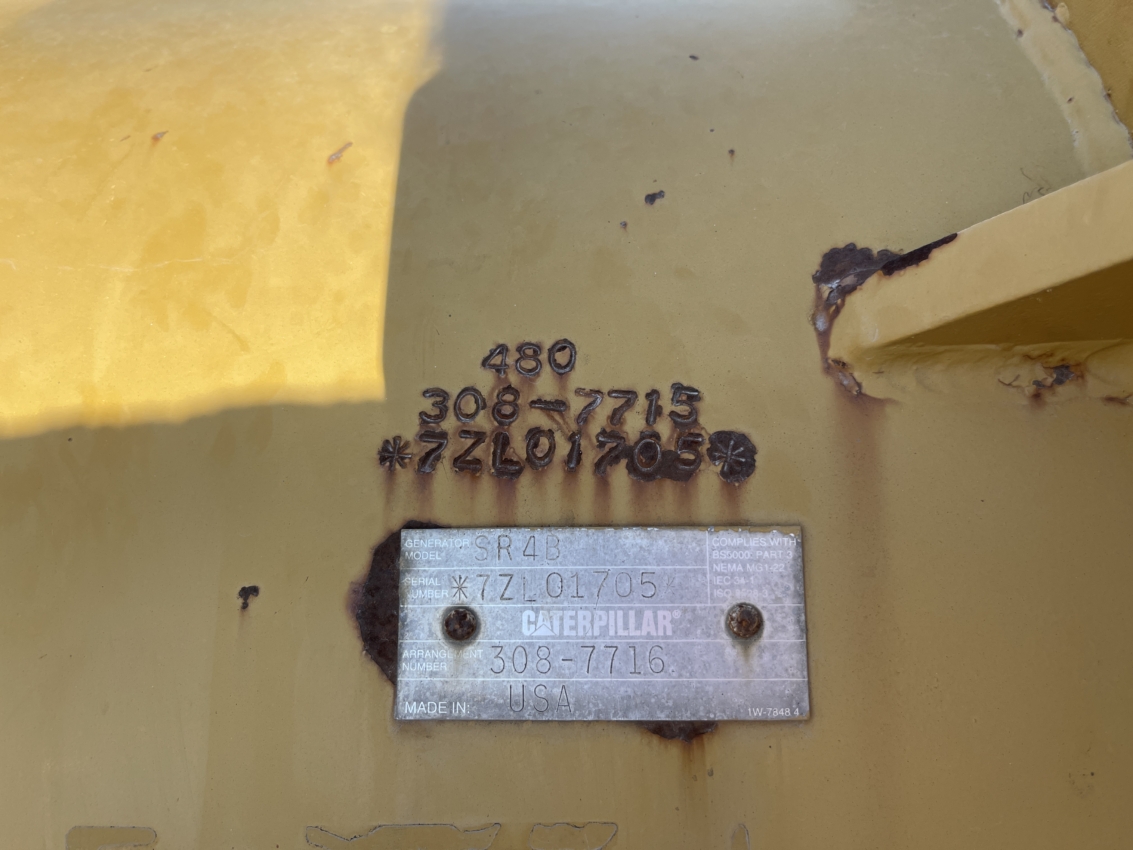 480
308-7715
*7ZL01705*
GENERATOR MODEL: SR4B
SERIAL NUMBER *7ZL01705*
COMPLIES WITH
BS5000: PART 3
NEMA MG1-22
IEC 34-1
CATERPILLAR®
ARRANGEMENT NUMBER 308-7716
MADE IN: USA
1W-7848 4